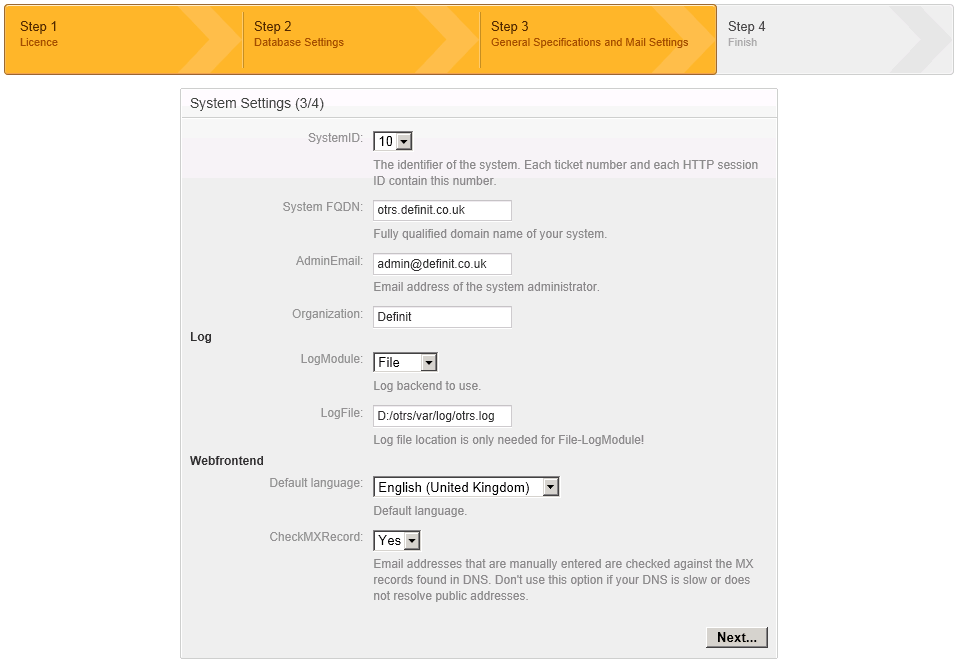 Step 1
Licence
Step 2
Database Settings
Step 3
General Specifications and Mail Settings
Step 4
Finish
System Settings (3/4)
SystemID: 10
The identifier of the system. Each ticket number and each HTTP session
ID contain this number.
System FQDN: otrs.definit.co.uk
Fully qualified domain name of your system.
AdminEmail: admin@definit.co.uk
Email address of the system administrator.
Organization: Definit
Log
LogModule: File
Log backend to use.
LogFile: D:/otrs/var/log/otrs.log
Log file location is only needed for File-LogModule!
Webfrontend
Default language: English (United Kingdom)
Default language.
CheckMXRecord: Yes
Email addresses that are manually entered are checked against the MX
records found in DNS. Don't use this option if your DNS is slow or does
not resolve public addresses.
Next...